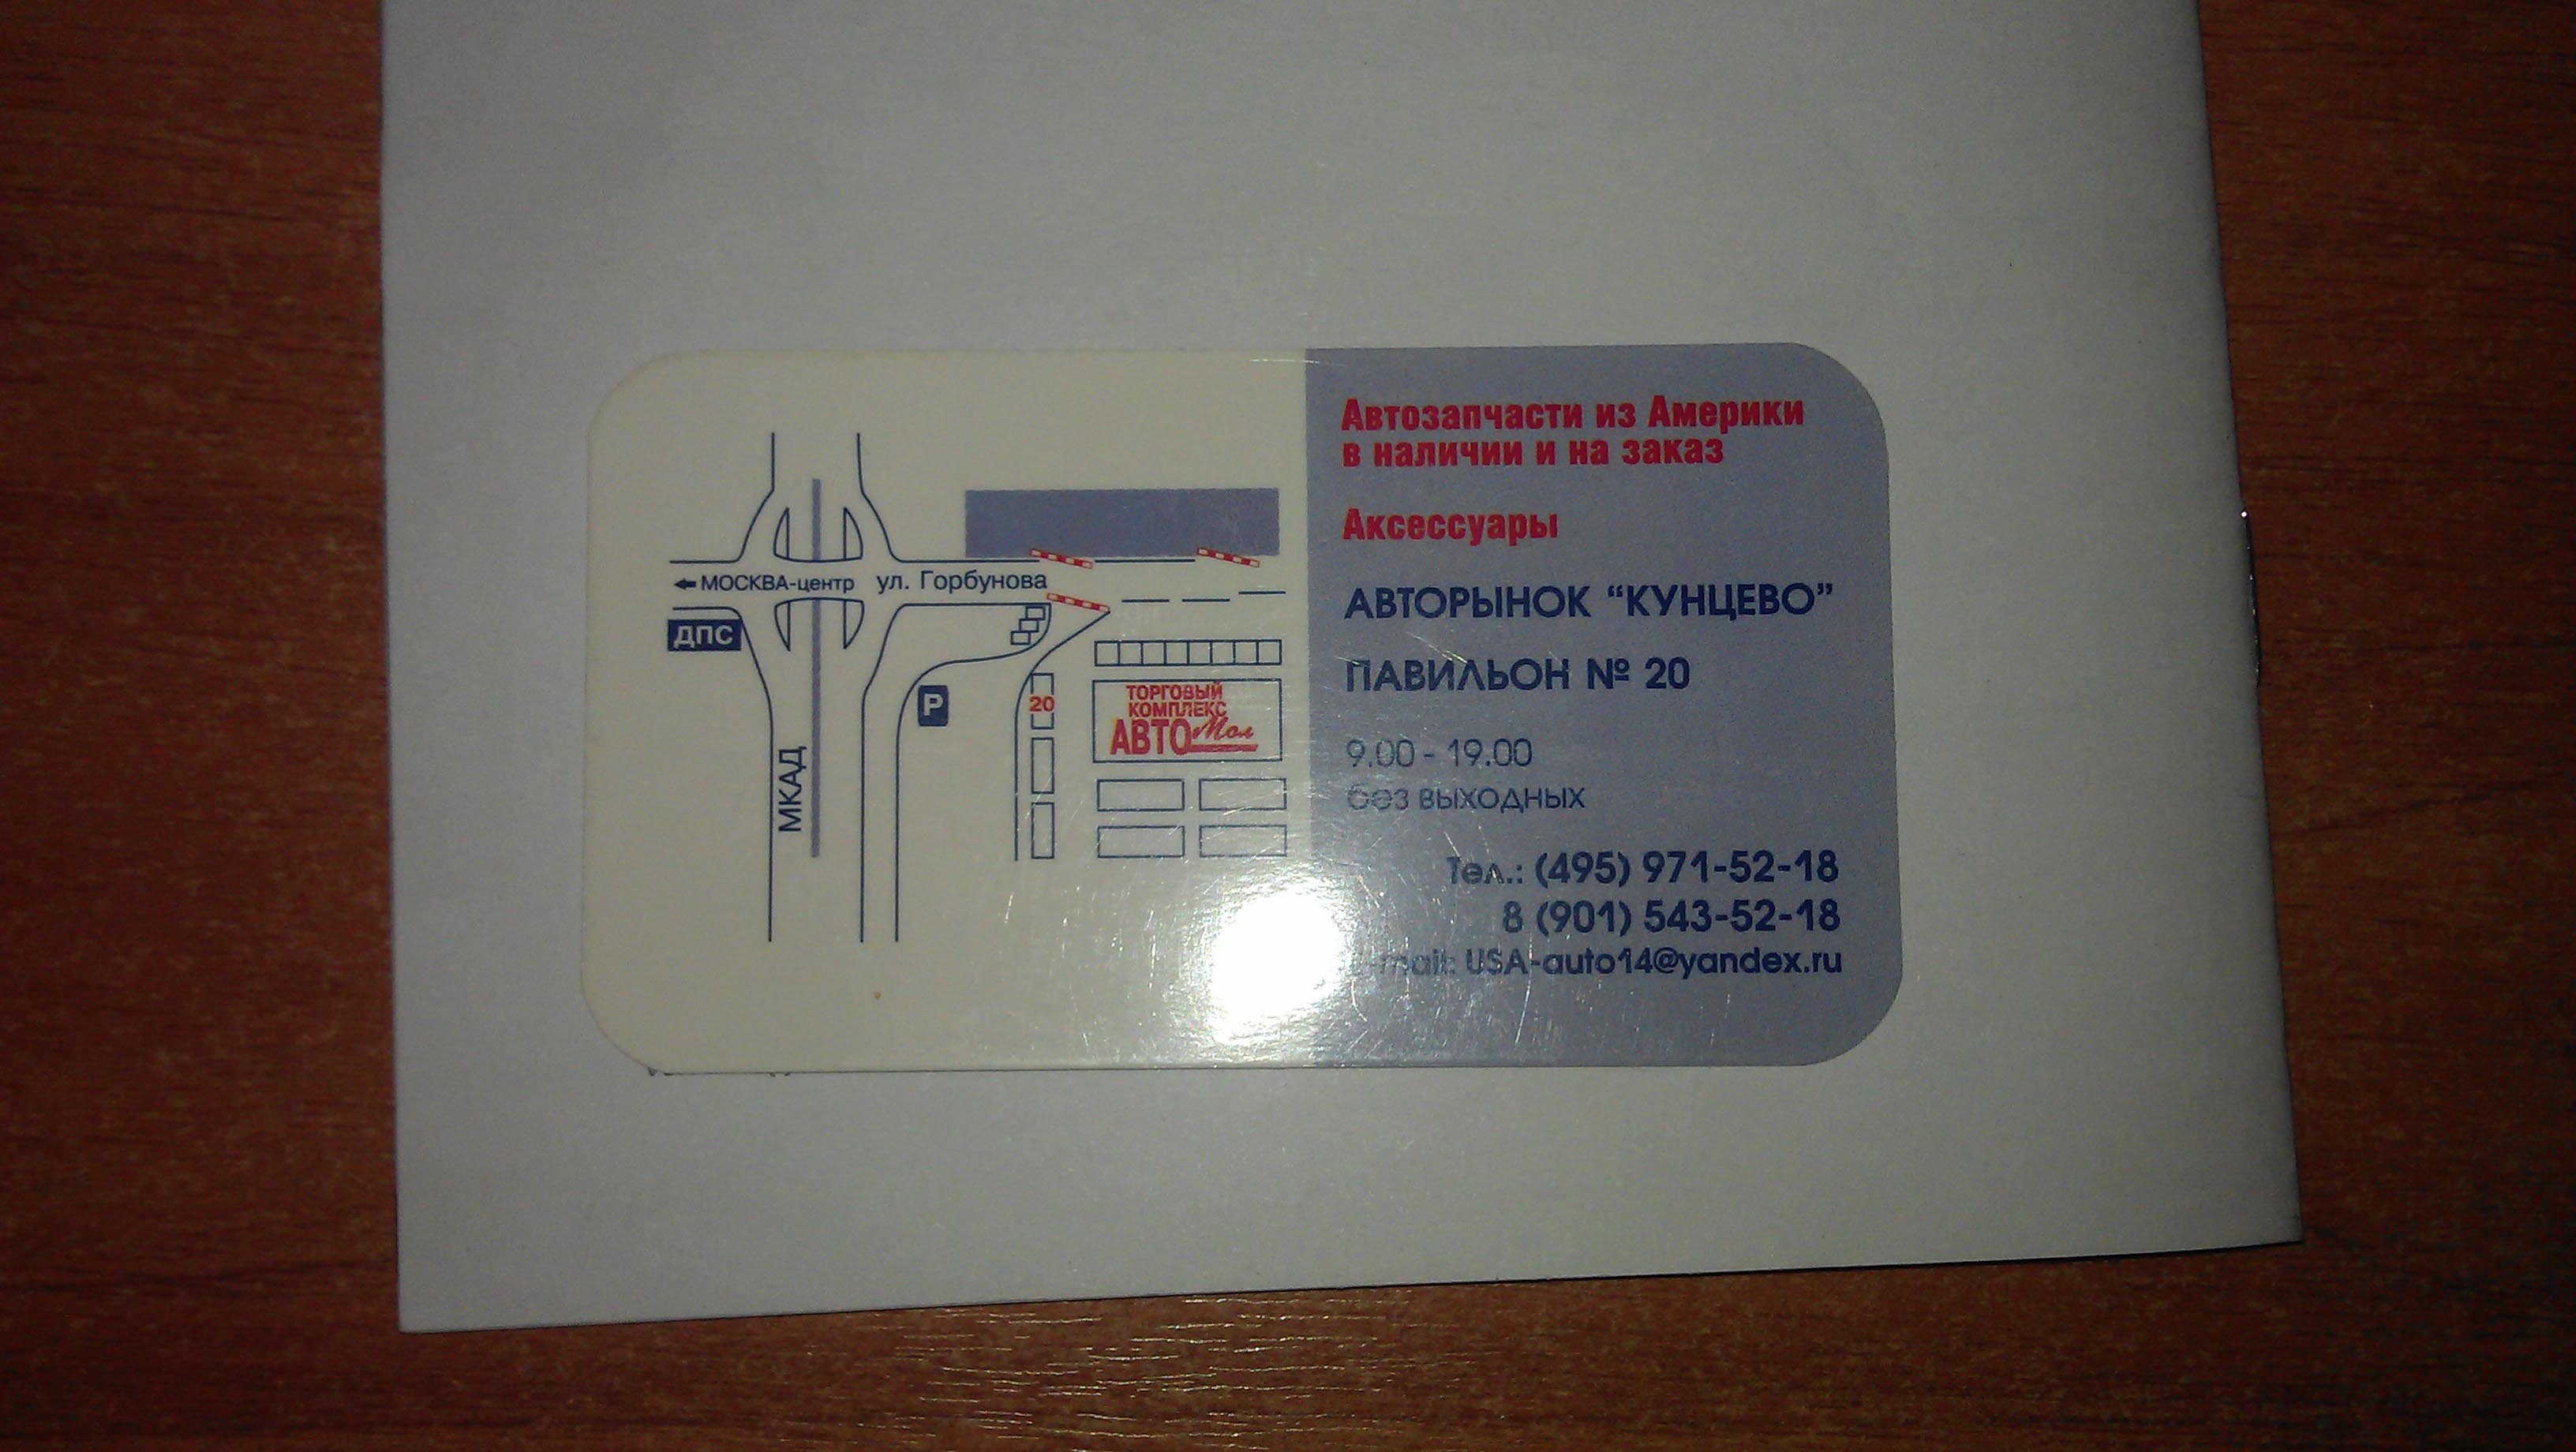 МОСКВА-центр ул. Горбунова
ДПС
МКАД
P
20
ТОРГОВЫЙ
КОМПЛЕКС
АВТОМол
Автозапчасти из Америки
в наличии и на заказ
Аксессуары
АВТОРЫНОК “КУНЦЕВО”
ПАВИЛЬОН № 20
9.00 - 19.00
без выходных
Тел.: (495) 971-52-18
8 (901) 543-52-18
E-mail: USA-auto14@yandex.ru